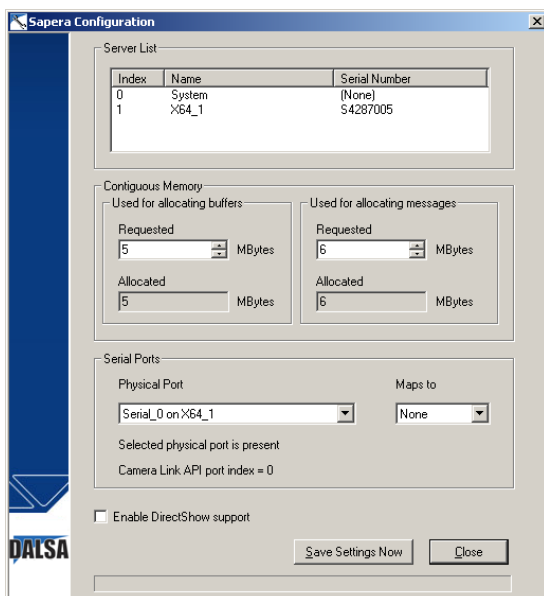 Sapera Configuration
Server List
Index Name Serial Number
0 System (None)
1 X64_1 S4287005
Contiguous Memory
Used for allocating buffers Used for allocating messages
Requested Requested
5 MBytes 6 MBytes
Allocated Allocated
5 MBytes 6 MBytes
Serial Ports
Physical Port Maps to
Serial_0 on X64_1 None
Selected physical port is present
Camera Link API port index = 0
Enable DirectShow support
DALSA
Save Settings Now Close